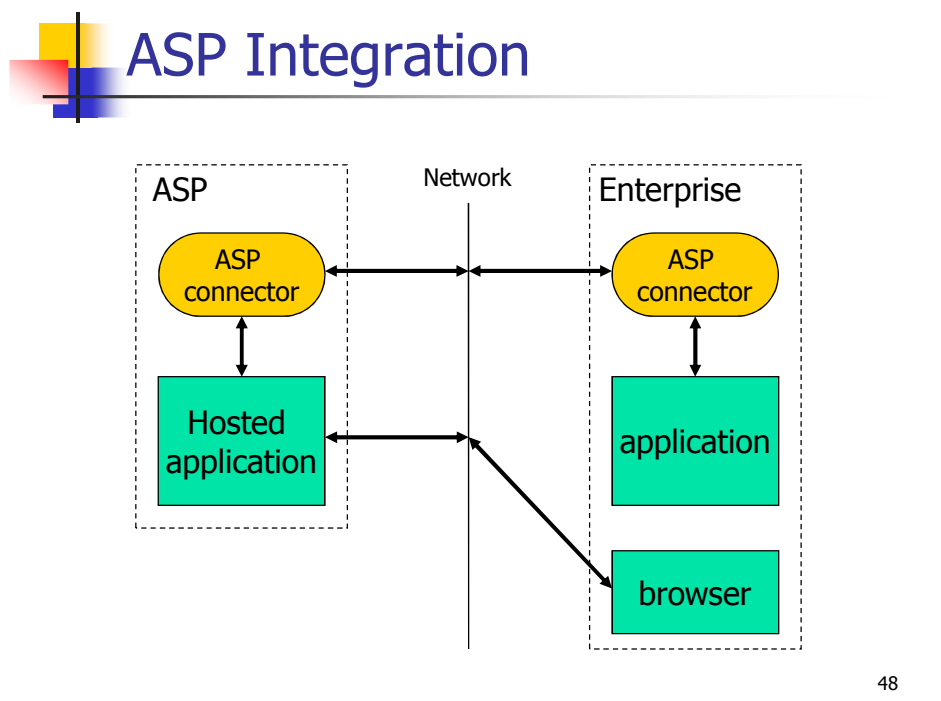 ASP Integration
ASP
Network
Enterprise
ASP
connector
ASP
connector
Hosted
application
application
browser
48